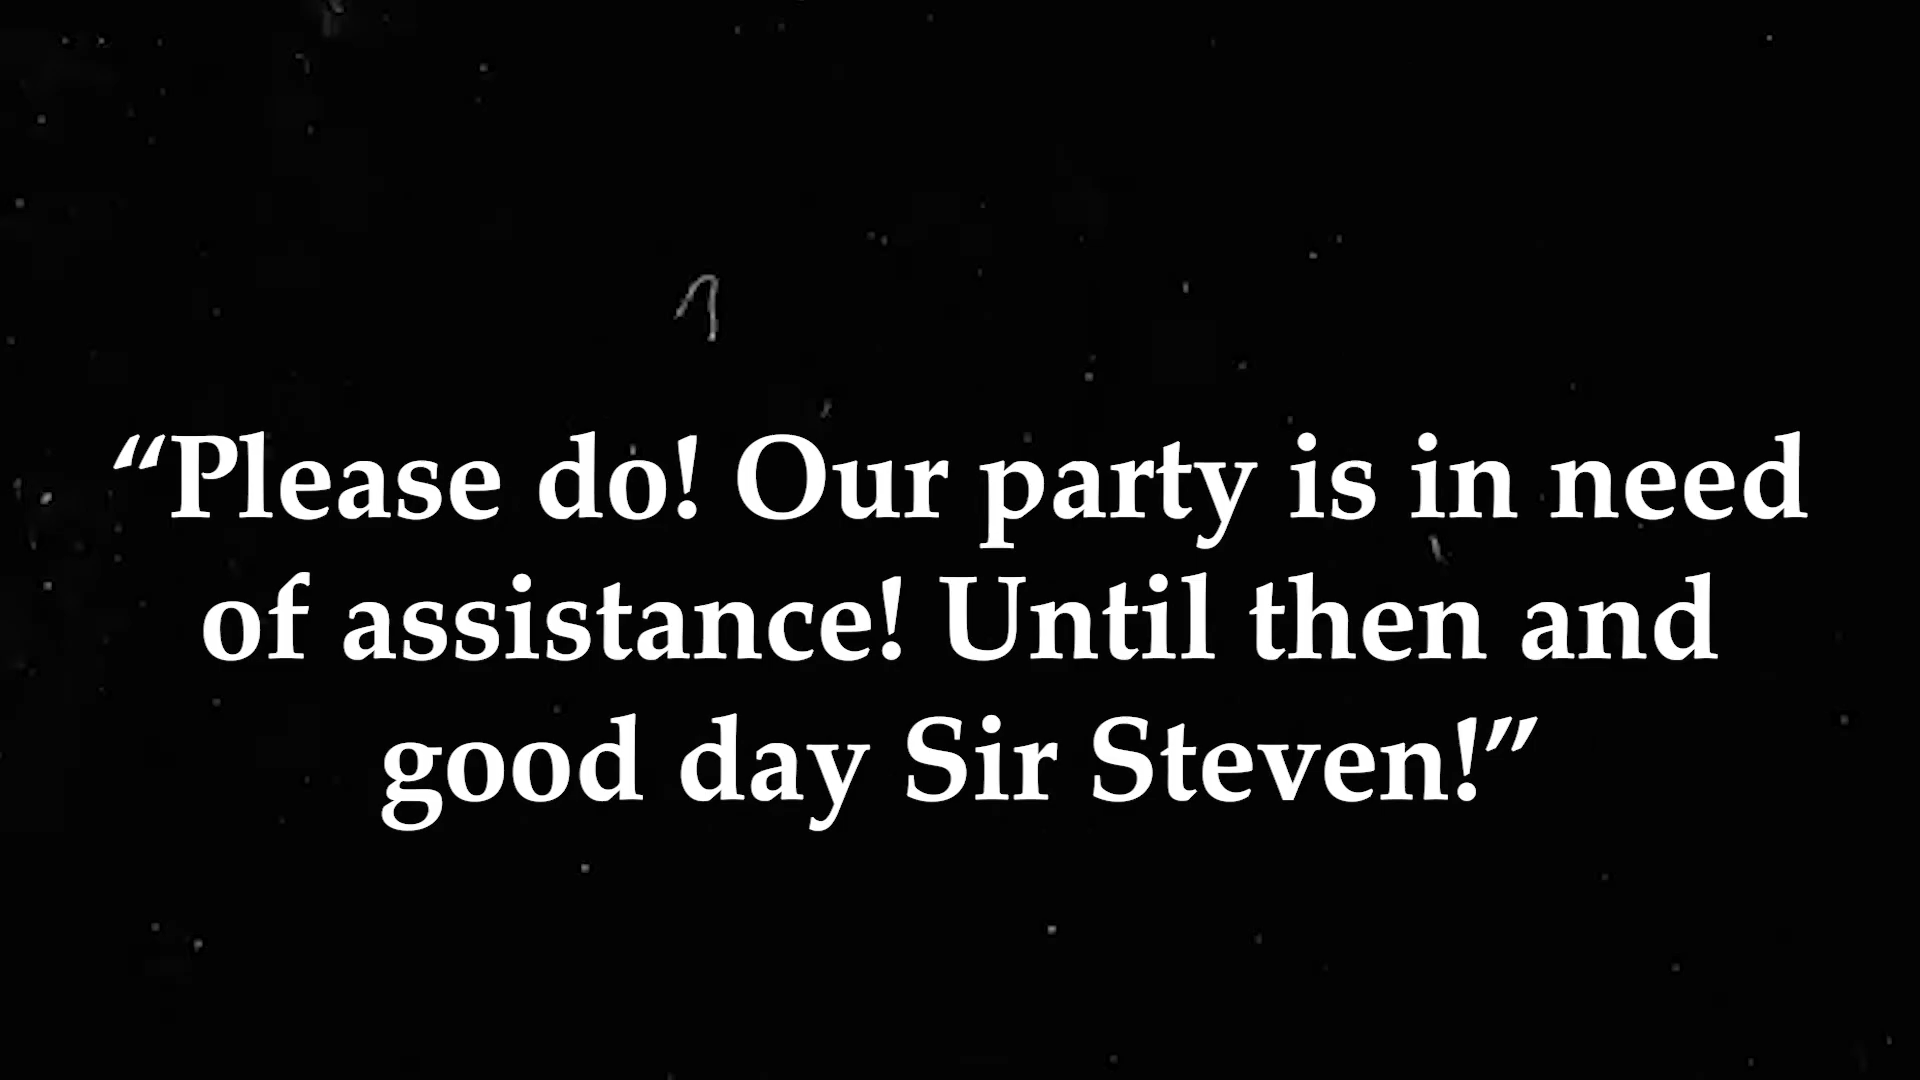 “Please do! Our party is in need
of assistance! Until then and
good day Sir Steven!”